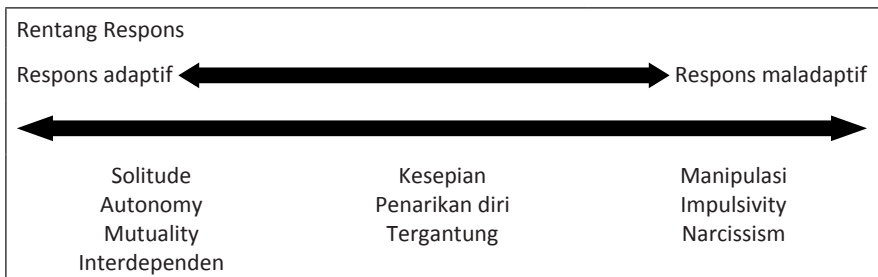 Rentang Respons
Respons adaptif Respons maladaptif
Solitude Kesepian Manipulasi
Autonomy Penarikan diri Impulsivity
Mutuality Tergantung Narcissism
Interdependen